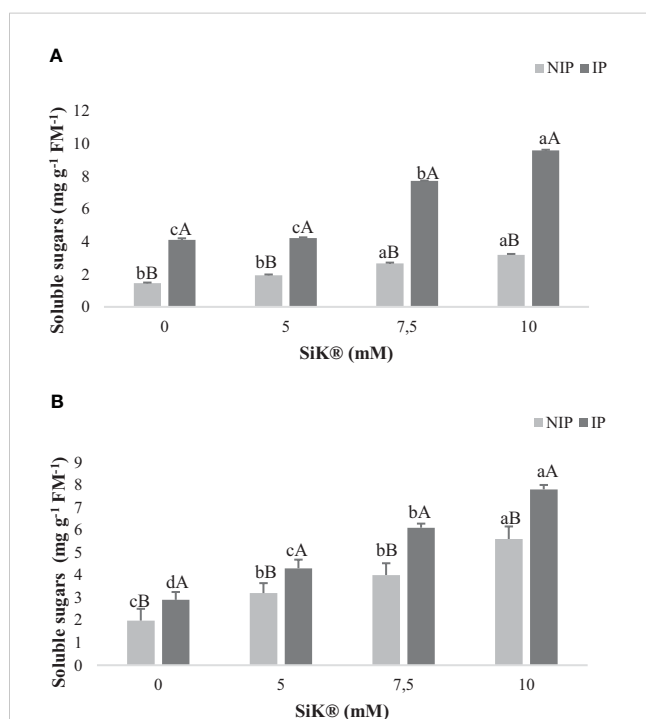 A
NIP IP
Soluble sugars (mg g⁻¹ FM⁻¹)
12
10
8
6
4
2
0
bB cA bB cA aB bA aB aA
0 5 7,5 10
SiK® (mM)
B
NIP IP
Soluble sugars (mg g⁻¹ FM⁻¹)
9
8
7
6
5
4
3
2
1
0
cB dA bB cA bB bA aB aA
0 5 7,5 10
SiK® (mM)